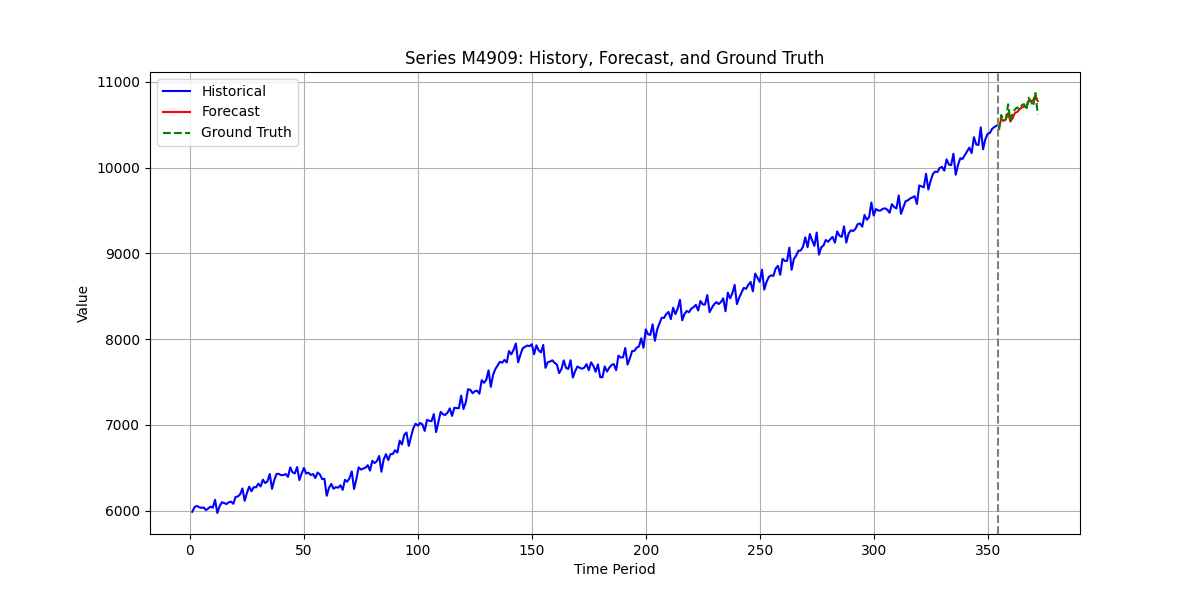 Series M4909: History, Forecast, and Ground Truth
Historical
Forecast
Ground Truth
Value
11000
10000
9000
8000
7000
6000
0 50 100 150 200 250 300 350
Time Period